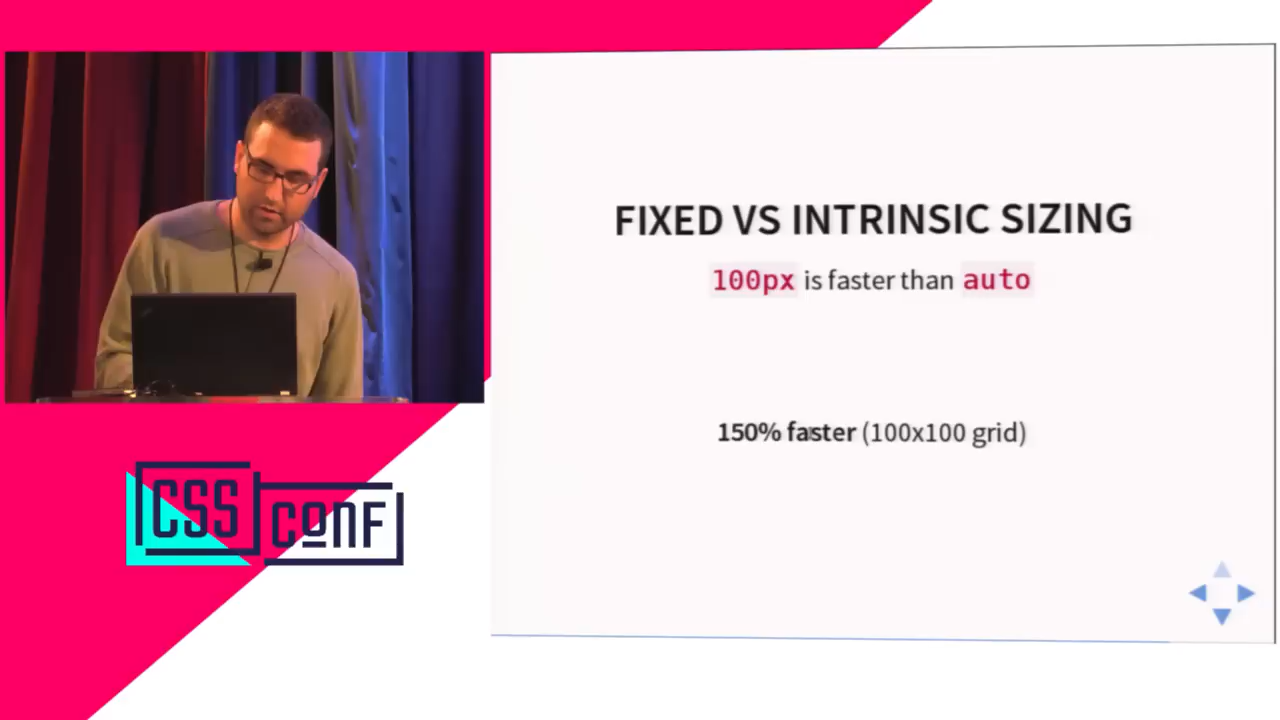 FIXED VS INTRINSIC SIZING
100px is faster than auto
150% faster (100x100 grid)
CSS
CONF